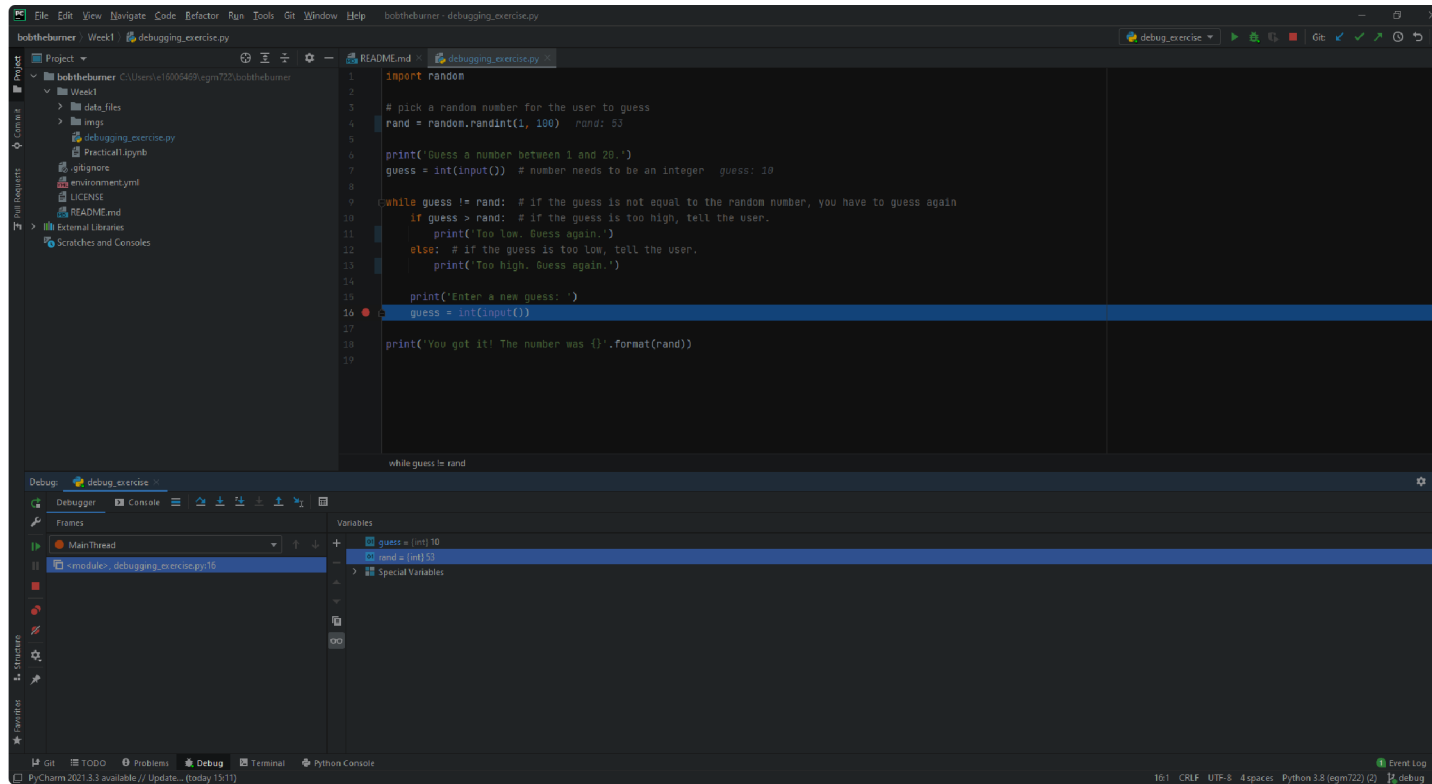 PC File Edit View Navigate Code Refactor Run Tools Git Window Help bobtheburner - debugging_exercise.py
bobtheburner Week1 debugging_exercise.py debug_exercise Git:
Project
README.md debugging_exercise.py
bobtheburner C:\Users\e16006469\egm722\bobtheburner
Week1
data_files
imgs
debugging_exercise.py
Practical1.ipynb
.gitignore
environment.yml
LICENSE
README.md
External Libraries
Scratches and Consoles
Project
Commit
Pull Requests
1 import random
2
3 # pick a random number for the user to guess
4 rand = random.randint(1, 100) rand: 53
5
6 print('Guess a number between 1 and 20.')
7 guess = int(input()) # number needs to be an integer guess: 10
8
9 while guess != rand: # if the guess is not equal to the random number, you have to guess again
10 if guess > rand: # if the guess is too high, tell the user.
11 print('Too low. Guess again.')
12 else: # if the guess is too low, tell the user.
13 print('Too high. Guess again.')
14
15 print('Enter a new guess: ')
16 guess = int(input())
17
18 print('You got it! The number was {}'.format(rand))
19
while guess != rand
Debug: debug_exercise
Debugger Console
Frames Variables
MainThread
<module>, debugging_exercise.py:16
guess = {int} 10
rand = {int} 53
Special Variables
Structure
Favorites
Git TODO Problems Debug Terminal Python Console 1 Event Log
PyCharm 2021.3.3 available // Update... (today 15:11) 16:1 CRLF UTF-8 4 spaces Python 3.8 (egm722) (2) debug